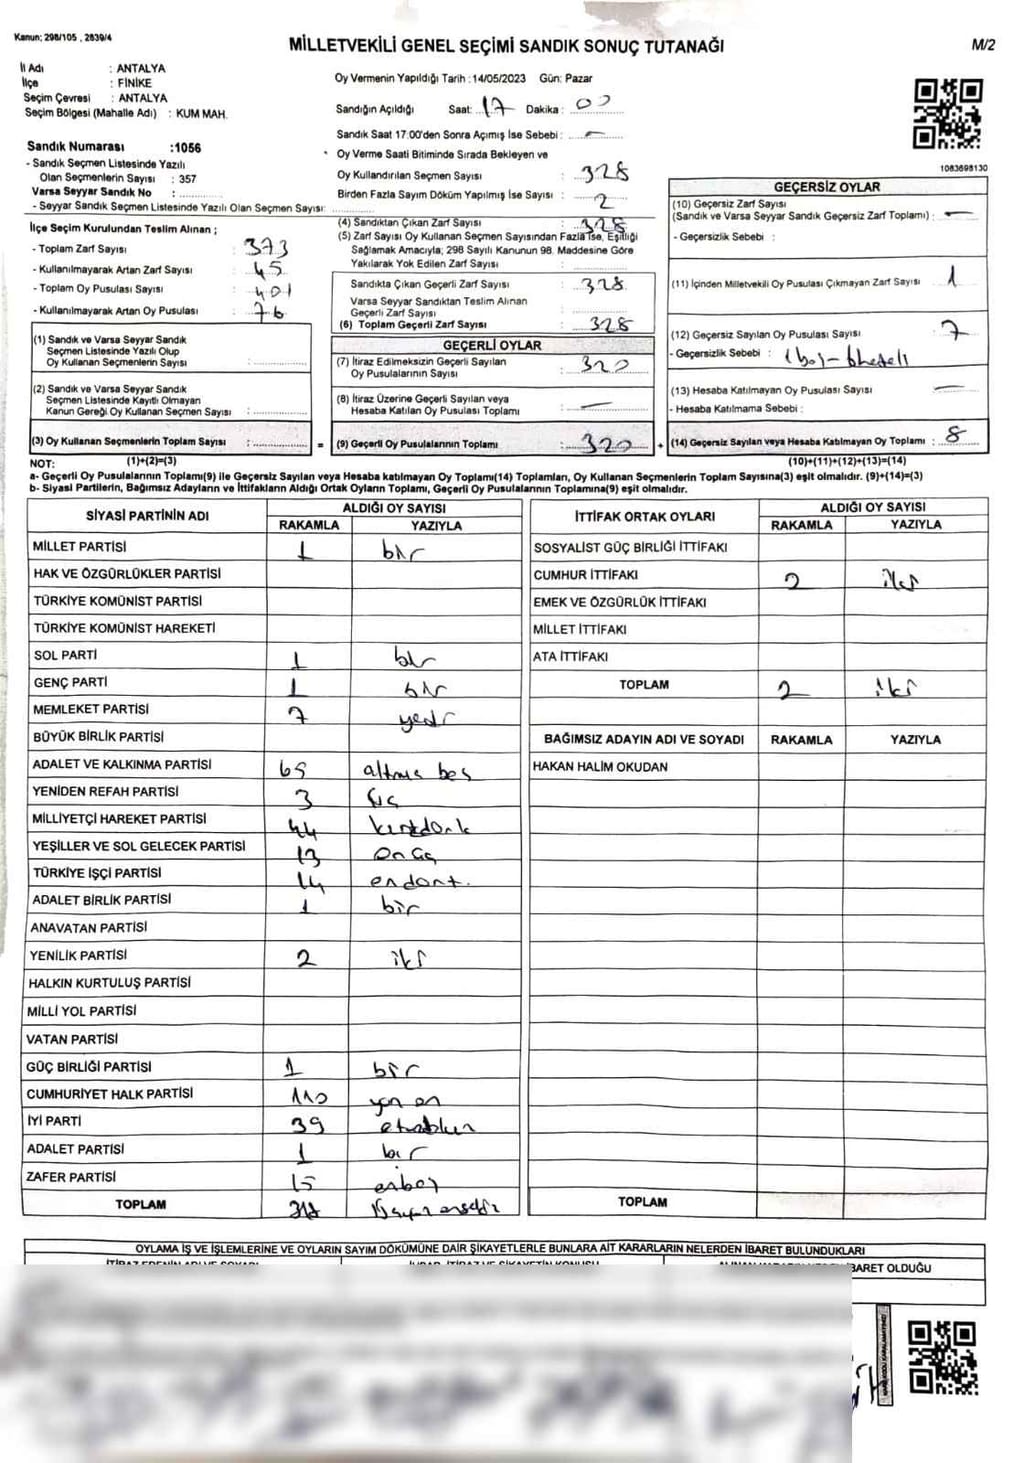 Kanun; 298/105 , 2839/4
MİLLETVEKİLİ GENEL SEÇİMİ SANDIK SONUÇ TUTANAĞI
M/2
İl Adı : ANTALYA
İlçe : FİNİKE
Seçim Çevresi : ANTALYA
Seçim Bölgesi (Mahalle Adı) : KUM MAH.
Sandık Numarası :1056
- Sandık Seçmen Listesinde Yazılı
Olan Seçmenlerin Sayısı : 357
Varsa Seyyar Sandık No :
- Seyyar Sandık Seçmen Listesinde Yazılı Olan Seçmen Sayısı:
Oy Vermenin Yapıldığı Tarih :14/05/2023 Gün: Pazar
Sandığın Açıldığı Saat: 17 Dakika : 00
Sandık Saat 17:00'den Sonra Açımış İse Sebebi : —
Oy Verme Saati Bitiminde Sırada Bekleyen ve
Oy Kullandırılan Seçmen Sayısı : 328
Birden Fazla Sayım Döküm Yapılmış İse Sayısı : 2
1083698130
İlçe Seçim Kurulundan Teslim Alınan ;
- Toplam Zarf Sayısı : 373
- Kullanılmayarak Artan Zarf Sayısı : 45
- Toplam Oy Pusulası Sayısı : 401
- Kullanılmayarak Artan Oy Pusulası : 76
(1) Sandık ve Varsa Seyyar Sandık
Seçmen Listesinde Yazılı Olup
Oy Kullanan Seçmenlerin Sayısı :
(2) Sandık ve Varsa Seyyar Sandık
Seçmen Listesinde Kayıtlı Olmayan
Kanun Gereği Oy Kullanan Seçmen Sayısı :
(3) Oy Kullanan Seçmenlerin Toplam Sayısı :
(4) Sandıktan Çıkan Zarf Sayısı : 328
(5) Zarf Sayısı Oy Kullanan Seçmen Sayısından Fazla İse, Eşitliği
Sağlamak Amacıyla; 298 Sayılı Kanunun 98. Maddesine Göre
Yakılarak Yok Edilen Zarf Sayısı :
Sandıkta Çıkan Geçerli Zarf Sayısı : 328
Varsa Seyyar Sandıktan Teslim Alınan
Geçerli Zarf Sayısı :
(6) Toplam Geçerli Zarf Sayısı : 328
GEÇERLİ OYLAR
(7) İtiraz Edilmeksizin Geçerli Sayılan
Oy Pusulalarının Sayısı : 320
(8) İtiraz Üzerine Geçerli Sayılan veya
Hesaba Katılan Oy Pusulası Toplamı : —
= (9) Geçerli Oy Pusulalarının Toplamı : 320 +
GEÇERSİZ OYLAR
(10) Geçersiz Zarf Sayısı
(Sandık ve Varsa Seyyar Sandık Geçersiz Zarf Toplamı) : —
- Geçersizlik Sebebi :
(11) İçinden Milletvekili Oy Pusulası Çıkmayan Zarf Sayısı : 1
(12) Geçersiz Sayılan Oy Pusulası Sayısı : 7
- Geçersizlik Sebebi :
(13) Hesaba Katılmayan Oy Pusulası Sayısı : —
- Hesaba Katılmama Sebebi :
(14) Geçersiz Sayılan veya Hesaba Katılmayan Oy Toplamı : 8
NOT: (1)+(2)=(3) (10)+(11)+(12)+(13)=(14)
a- Geçerli Oy Pusulalarının Toplamı(9) ile Geçersiz Sayılan veya Hesaba katılmayan Oy Toplamı(14) Toplamları, Oy Kullanan Seçmenlerin Toplam Sayısına(3) eşit olmalıdır. (9)+(14)=(3)
b- Siyasi Partilerin, Bağımsız Adayların ve İttifakların Aldığı Ortak Oyların Toplamı, Geçerli Oy Pusulalarının Toplamına(9) eşit olmalıdır.
SİYASİ PARTİNİN ADI ALDIĞI OY SAYISI
RAKAMLA YAZIYLA
MİLLET PARTİSİ 1 bir
HAK VE ÖZGÜRLÜKLER PARTİSİ
TÜRKİYE KOMÜNİST PARTİSİ
TÜRKİYE KOMÜNİST HAREKETİ
SOL PARTİ 1 bir
GENÇ PARTİ 1 bir
MEMLEKET PARTİSİ 7 yedi
BÜYÜK BİRLİK PARTİSİ
ADALET VE KALKINMA PARTİSİ 65 altmış beş
YENİDEN REFAH PARTİSİ 3 üç
MİLLİYETÇİ HAREKET PARTİSİ 44 kırkdört
YEŞİLLER VE SOL GELECEK PARTİSİ 13 on üç
TÜRKİYE İŞÇİ PARTİSİ 14 ondört.
ADALET BİRLİK PARTİSİ 1 bir
ANAVATAN PARTİSİ
YENİLİK PARTİSİ 2 iki
HALKIN KURTULUŞ PARTİSİ
MİLLİ YOL PARTİSİ
VATAN PARTİSİ
GÜÇ BİRLİĞİ PARTİSİ 1 bir
CUMHURİYET HALK PARTİSİ 110 yüz on
İYİ PARTİ 39 otuzdokuz
ADALET PARTİSİ 1 bir
ZAFER PARTİSİ 15 onbeş
TOPLAM 318 üçyüzonsekiz
İTTİFAK ORTAK OYLARI ALDIĞI OY SAYISI
RAKAMLA YAZIYLA
SOSYALİST GÜÇ BİRLİĞİ İTTİFAKI
CUMHUR İTTİFAKI 2 iki
EMEK VE ÖZGÜRLÜK İTTİFAKI
MİLLET İTTİFAKI
ATA İTTİFAKI
TOPLAM 2 iki
BAĞIMSIZ ADAYIN ADI VE SOYADI RAKAMLA YAZIYLA
HAKAN HALİM OKUDAN
TOPLAM
OYLAMA İŞ VE İŞLEMLERİNE VE OYLARIN SAYIM DÖKÜMÜNE DAİR ŞİKAYETLERLE BUNLARA AİT KARARLARIN NELERDEN İBARET BULUNDUKLARI
İBARET OLDUĞU